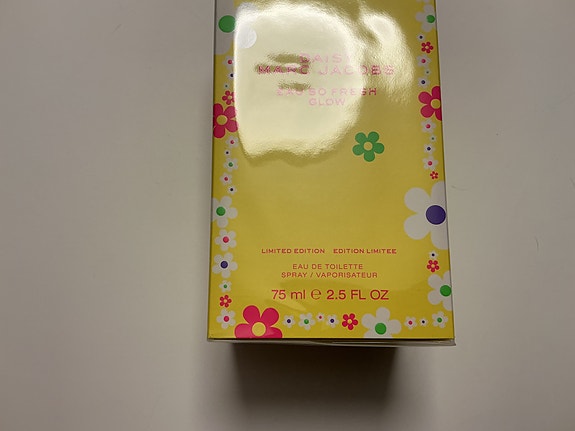 DAISY
MARC JACOBS
EAU SO FRESH
GLOW
LIMITED EDITION EDITION LIMITEE
EAU DE TOILETTE
SPRAY / VAPORISATEUR
75 ml ℮ 2.5 FL OZ